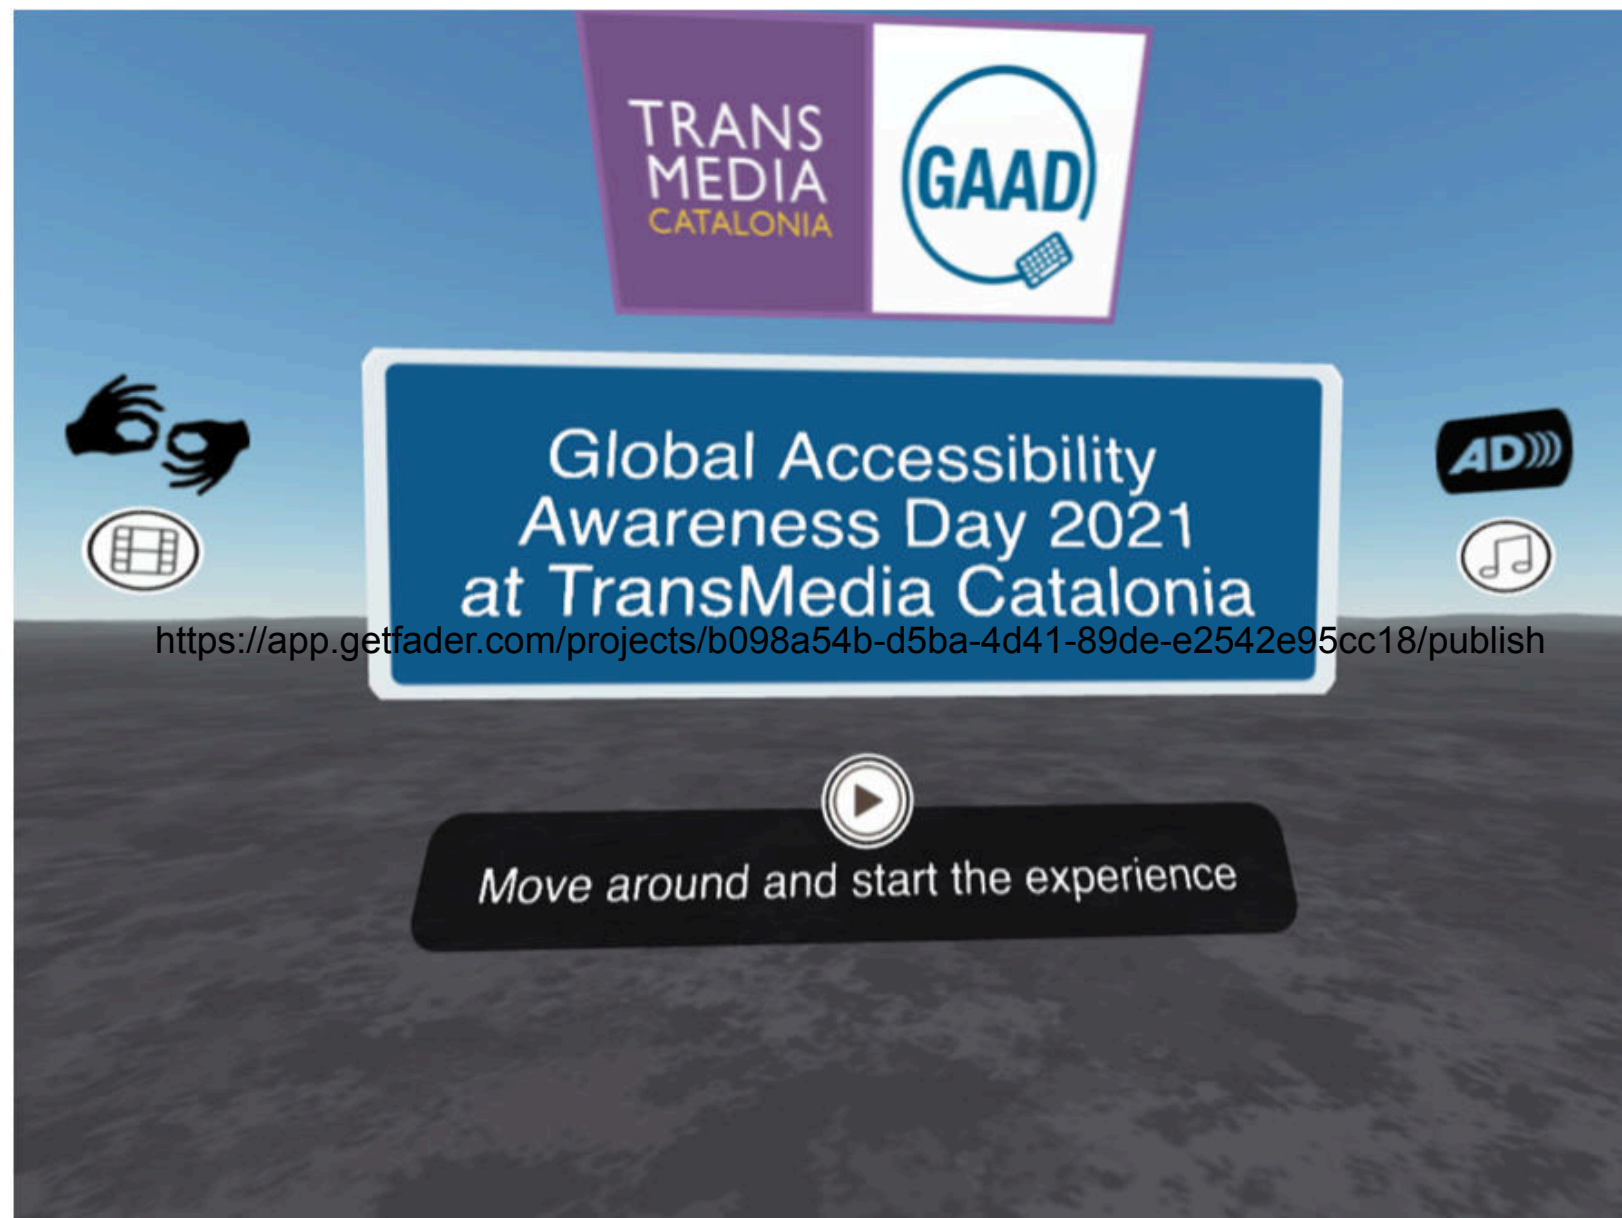 TRANS
MEDIA
CATALONIA
GAAD
Global Accessibility
Awareness Day 2021
at TransMedia Catalonia
https://app.getfader.com/projects/b098a54b-d5ba-4d41-89de-e2542e95cc18/publish
AD
Move around and start the experience